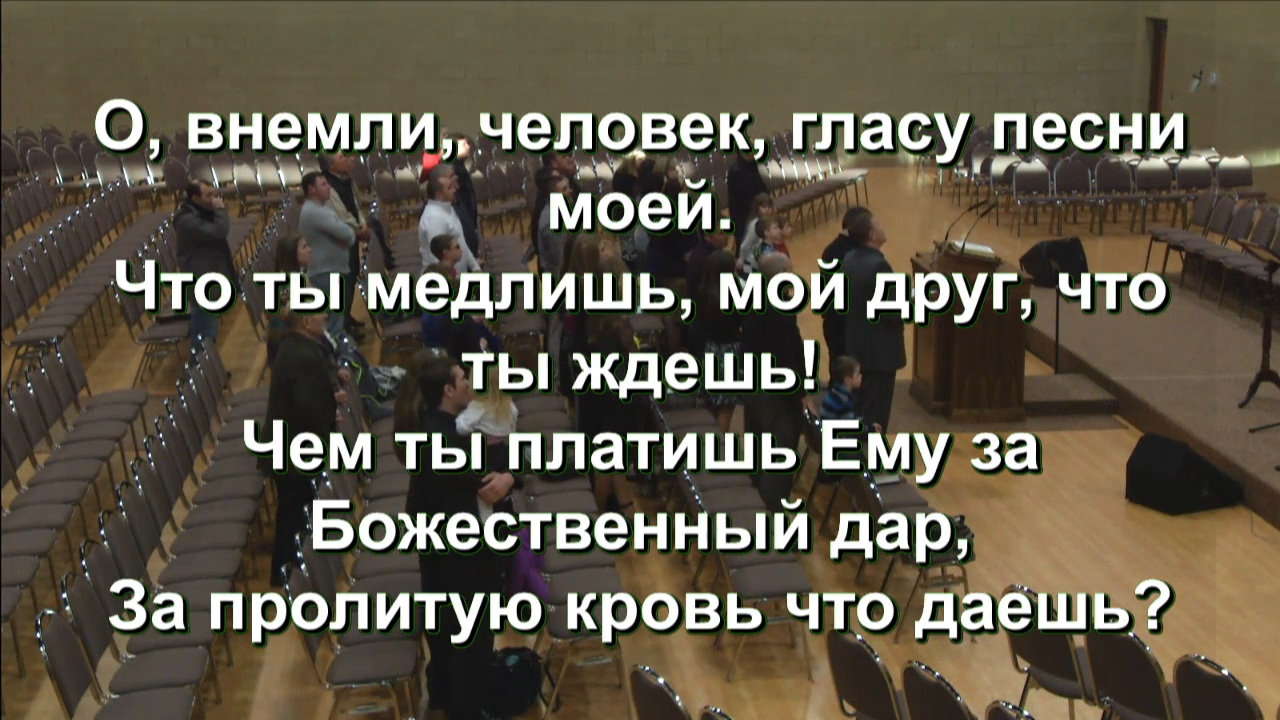 О, внемли, человек, гласу песни
моей.
Что ты медлишь, мой друг, что
ты ждешь!
Чем ты платишь Ему за
Божественный дар,
За пролитую кровь что даешь?